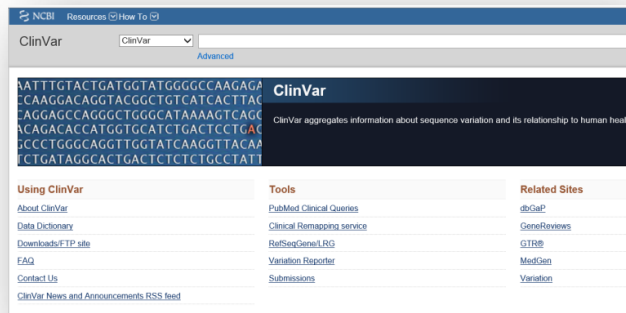 NCBI Resources How To
ClinVar ClinVar
Advanced
AATTTGTACTGATGGTATGGGGCCAAGAGA
CCAAGGACAGGTACGGCTGTCATCACTTAG
CAGGAGCCAGGGCTGGGCATAAAAGTCAGG
ACAGACACCATGGTGCATCTGACTCCTGAG
GCCCTGGGCAGGTTGGTATCAAGGTTACAA
TCTGATAGGCACTGACTCTCTCTGCCTATT
ClinVar
ClinVar aggregates information about sequence variation and its relationship to human heal
Using ClinVar
About ClinVar
Data Dictionary
Downloads/FTP site
FAQ
Contact Us
ClinVar News and Announcements RSS feed
Tools
PubMed Clinical Queries
Clinical Remapping service
RefSeqGene/LRG
Variation Reporter
Submissions
Related Sites
dbGaP
GeneReviews
GTR®
MedGen
Variation